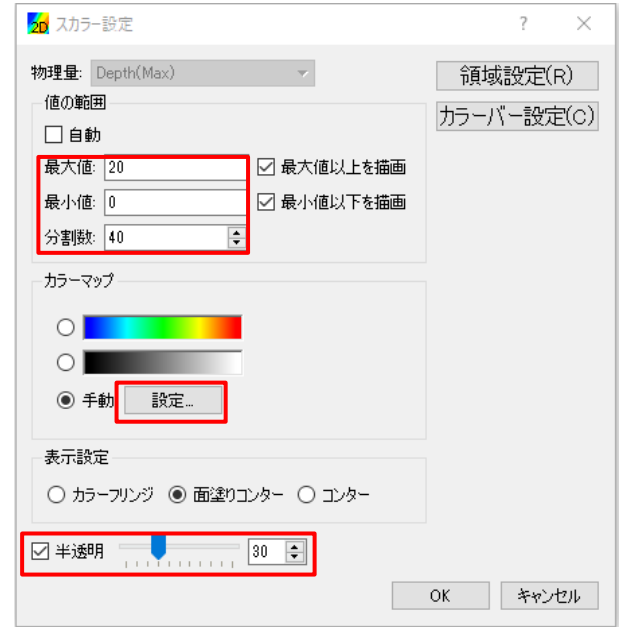 2D スカラー設定 ? ×
物理量: Depth(Max)
領域設定(R)
カラーバー設定(C)
値の範囲
自動
最大値: 20 最大値以上を描画
最小値: 0 最小値以下を描画
分割数: 40
カラーマップ
手動 設定...
表示設定
カラーフリンジ 面塗りコンター コンター
半透明 30
OK キャンセル